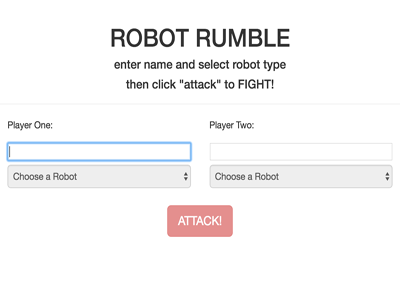 ROBOT RUMBLE
enter name and select robot type
then click "attack" to FIGHT!
Player One:
Player Two:
Choose a Robot
Choose a Robot
ATTACK!